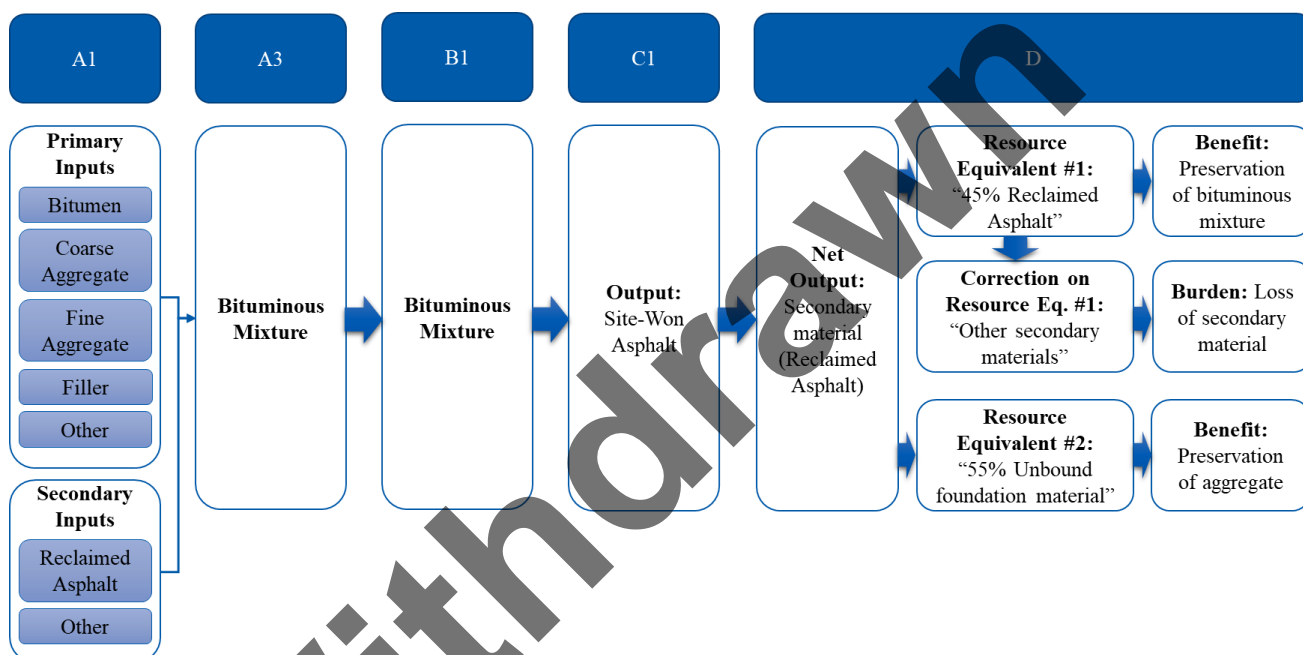 A1
A3
B1
C1
D
Primary
Inputs
Bitumen
Coarse
Aggregate
Fine
Aggregate
Filler
Other
Secondary
Inputs
Reclaimed
Asphalt
Other
Bituminous
Mixture
Bituminous
Mixture
Output:
Site-Won
Asphalt
Net
Output:
Secondary
material
(Reclaimed
Asphalt)
Resource
Equivalent #1:
“45% Reclaimed
Asphalt”
Benefit:
Preservation
of bituminous
mixture
Correction on
Resource Eq. #1:
“Other secondary
materials”
Burden: Loss
of secondary
material
Resource
Equivalent #2:
“55% Unbound
foundation material”
Benefit:
Preservation
of aggregate
ithdrawn